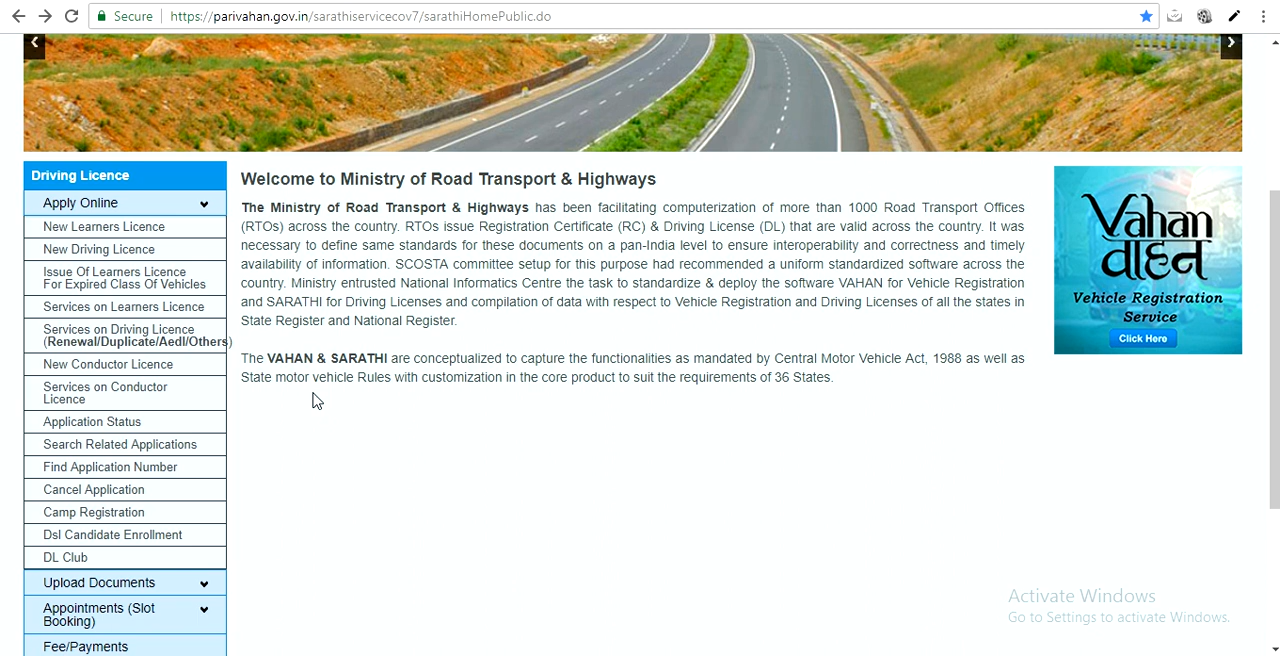 Secure https://parivahan.gov.in/sarathiservicecov7/sarathiHomePublic.do
Driving Licence
Apply Online
New Learners Licence
New Driving Licence
Issue Of Learners Licence
For Expired Class Of Vehicles
Services on Learners Licence
Services on Driving Licence
(Renewal/Duplicate/Aedl/Others)
New Conductor Licence
Services on Conductor
Licence
Application Status
Search Related Applications
Find Application Number
Cancel Application
Camp Registration
Dsl Candidate Enrollment
DL Club
Upload Documents
Appointments (Slot
Booking)
Fee/Payments
Welcome to Ministry of Road Transport & Highways
The Ministry of Road Transport & Highways has been facilitating computerization of more than 1000 Road Transport Offices
(RTOs) across the country. RTOs issue Registration Certificate (RC) & Driving License (DL) that are valid across the country. It was
necessary to define same standards for these documents on a pan-India level to ensure interoperability and correctness and timely
availability of information. SCOSTA committee setup for this purpose had recommended a uniform standardized software across the
country. Ministry entrusted National Informatics Centre the task to standardize & deploy the software VAHAN for Vehicle Registration
and SARATHI for Driving Licenses and compilation of data with respect to Vehicle Registration and Driving Licenses of all the states in
State Register and National Register.
The VAHAN & SARATHI are conceptualized to capture the functionalities as mandated by Central Motor Vehicle Act, 1988 as well as
State motor vehicle Rules with customization in the core product to suit the requirements of 36 States.
Vahan
वाहन
Vehicle Registration
Service
Click Here
Activate Windows
Go to Settings to activate Windows.